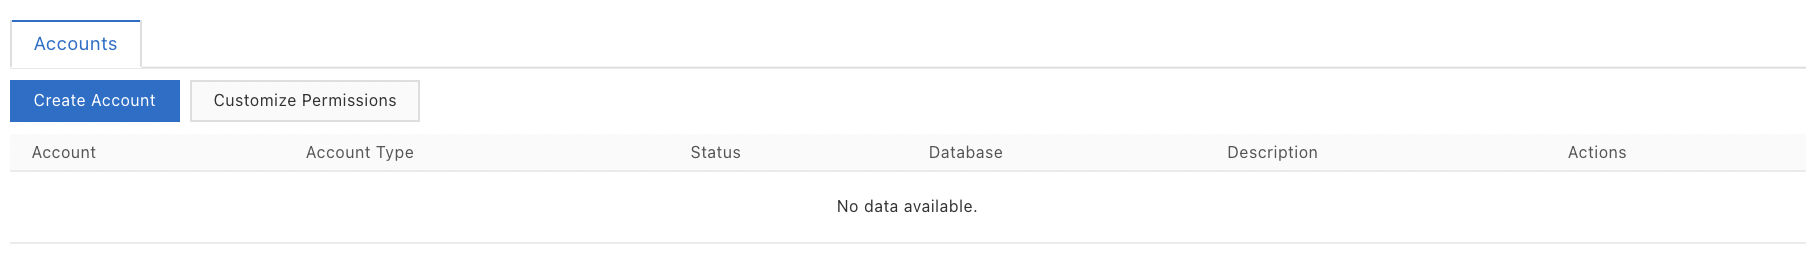 Accounts
Create Account Customize Permissions
Account Account Type Status Database Description Actions
No data available.